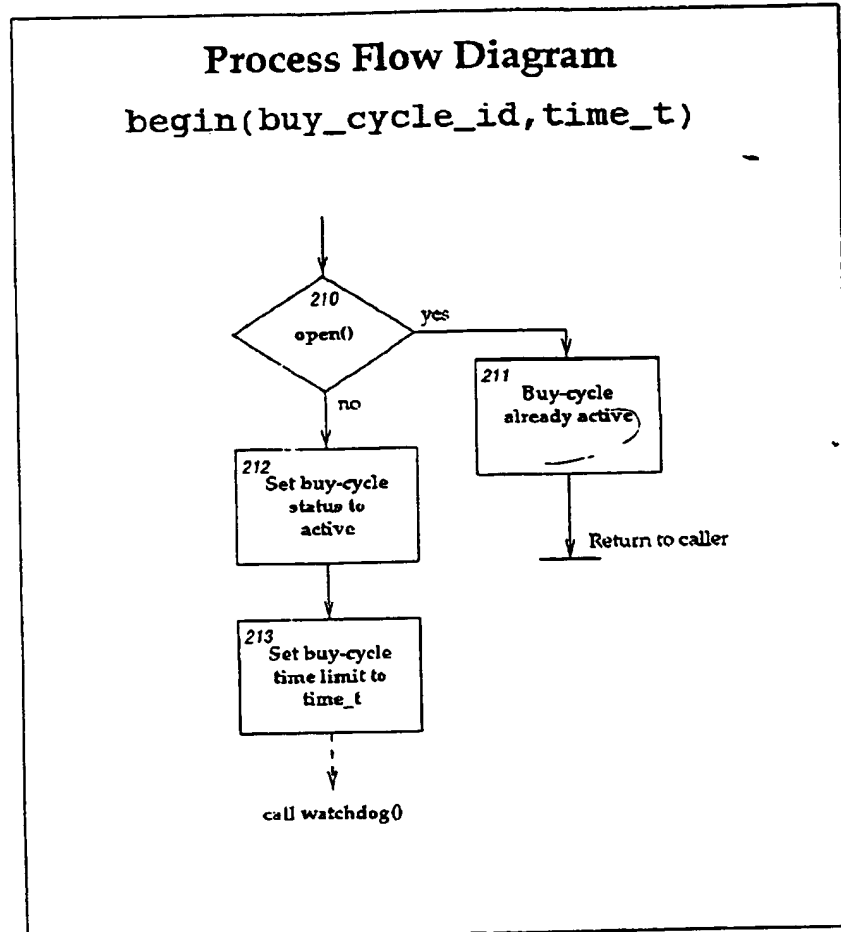 Process Flow Diagram
begin(buy_cycle_id,time_t)
210
open()
yes
no
211
Buy-cycle
already active
212
Set buy-cycle
status to
active
Return to caller
213
Set buy-cycle
time limit to
time_t
call watchdog()